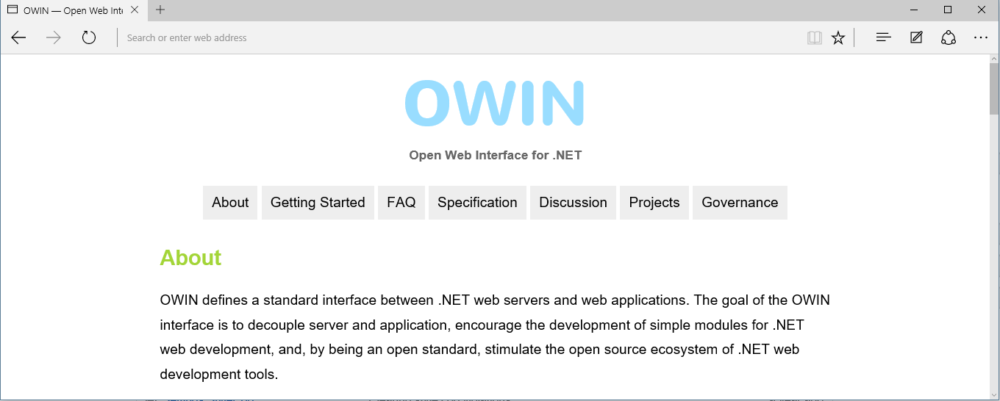 OWIN — Open Web Inte
Search or enter web address
OWIN
Open Web Interface for .NET
About Getting Started FAQ Specification Discussion Projects Governance
About
OWIN defines a standard interface between .NET web servers and web applications. The goal of the OWIN
interface is to decouple server and application, encourage the development of simple modules for .NET
web development, and, by being an open standard, stimulate the open source ecosystem of .NET web
development tools.